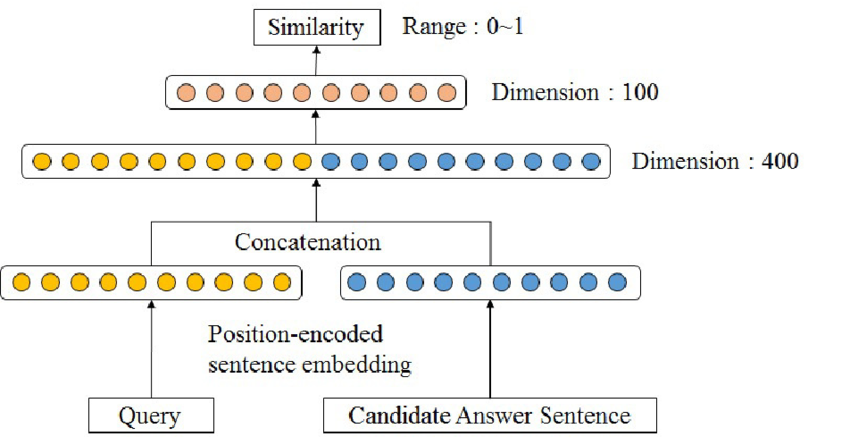 Similarity
Range : 0~1
Dimension : 100
Dimension : 400
Concatenation
Position-encoded
sentence embedding
Query
Candidate Answer Sentence